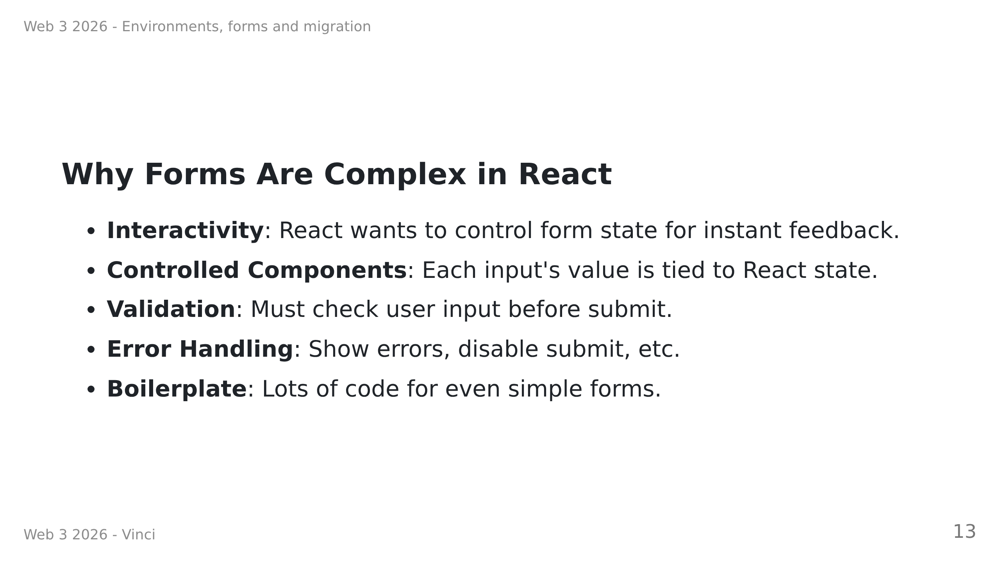 Web 3 2026 - Environments, forms and migration
Why Forms Are Complex in React
• Interactivity: React wants to control form state for instant feedback.
• Controlled Components: Each input's value is tied to React state.
• Validation: Must check user input before submit.
• Error Handling: Show errors, disable submit, etc.
• Boilerplate: Lots of code for even simple forms.
Web 3 2026 - Vinci
13